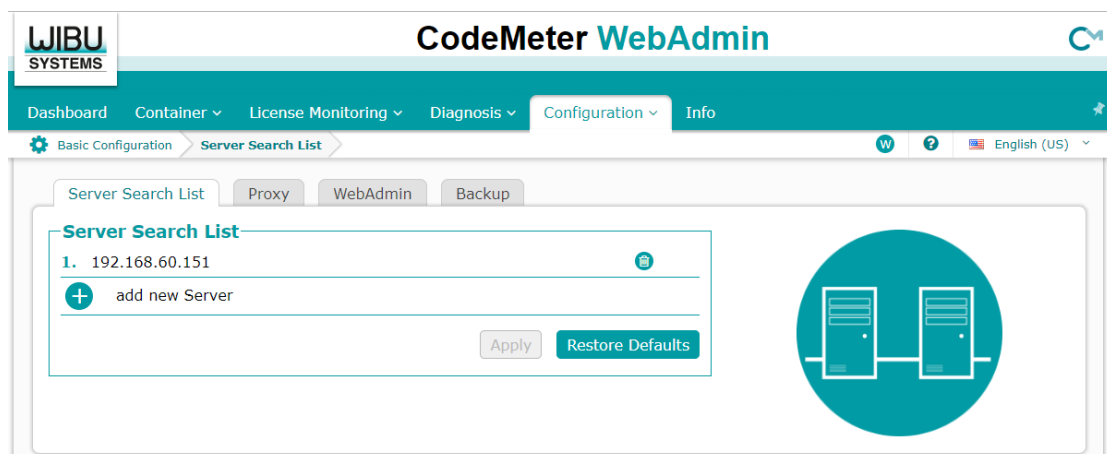 WIBU
SYSTEMS
CodeMeter WebAdmin
CM
Dashboard Container License Monitoring Diagnosis Configuration Info
Basic Configuration Server Search List W ? English (US)
Server Search List Proxy WebAdmin Backup
Server Search List
1. 192.168.60.151
add new Server
Apply Restore Defaults